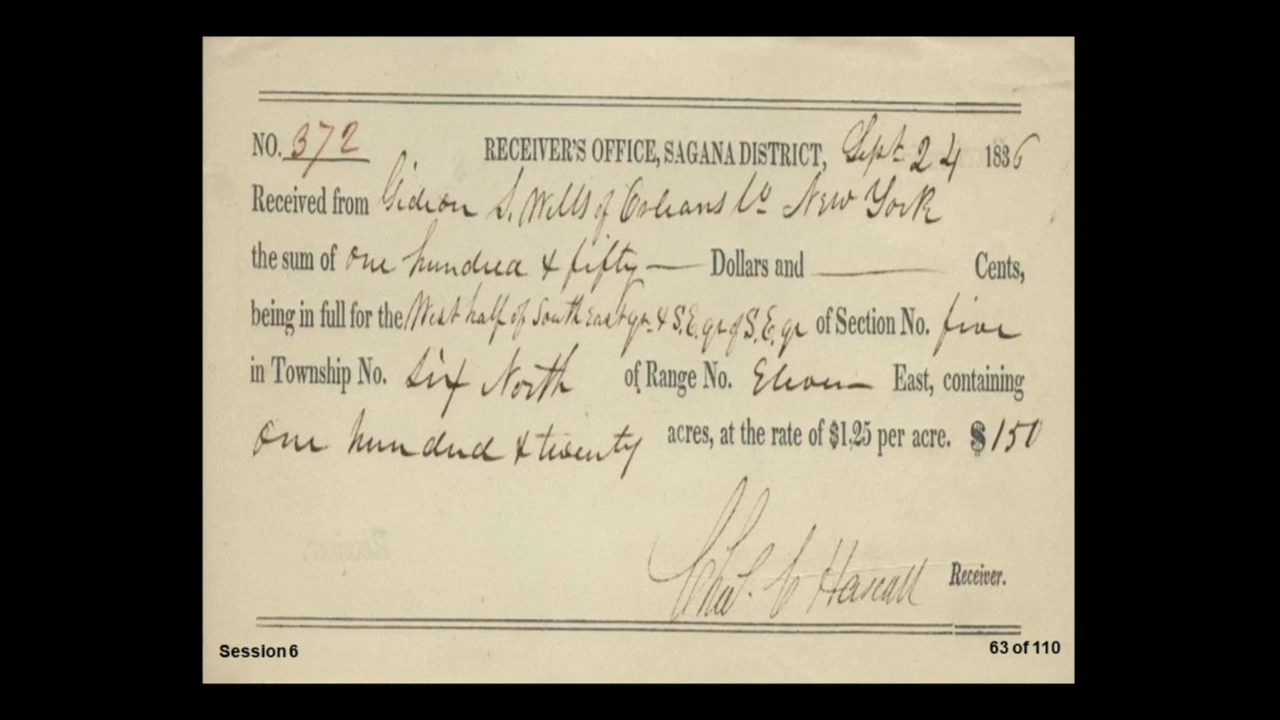 NO. 372 RECEIVER'S OFFICE, SAGANA DISTRICT, Sept 24 1836
Received from Gideon S. Wells of Orleans Co New York
the sum of one hundred & fifty — Dollars and — Cents,
being in full for the West half of South East qr. & S.E. qr of S.E. qr of Section No. five
in Township No. Six North of Range No. Eleven East, containing
one hundred & twenty acres, at the rate of $1,25 per acre. $150
Chas. C Hascall Receiver.
Session 6
63 of 110